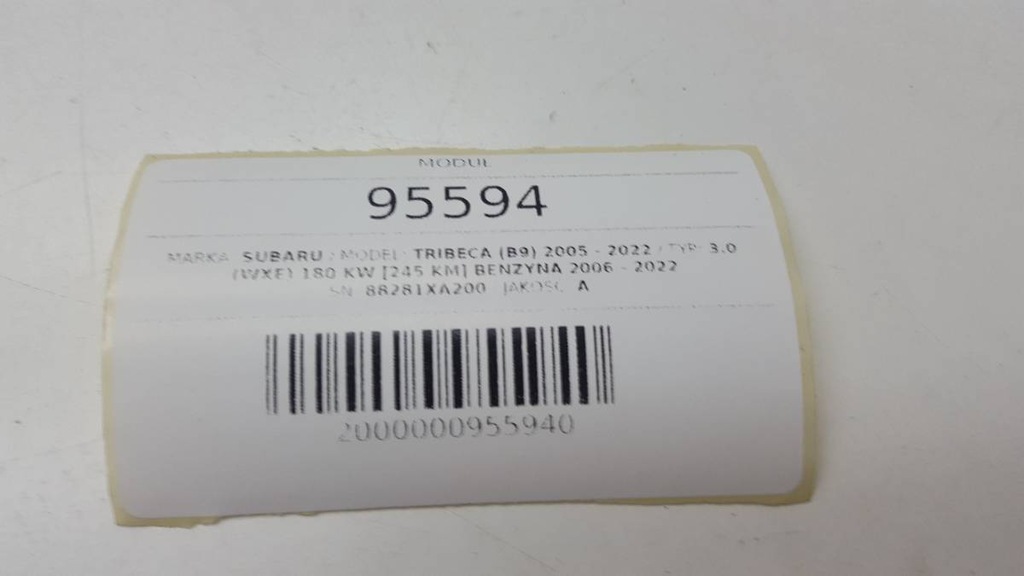 MODUŁ
95594
MARKA: SUBARU / MODEL: TRIBECA (B9) 2005 - 2022 / TYP: 3.0
(WXE) 180 KW [245 KM] BENZYNA 2006 - 2022
SN: 88281XA200 JAKOŚĆ: A
2000000955940